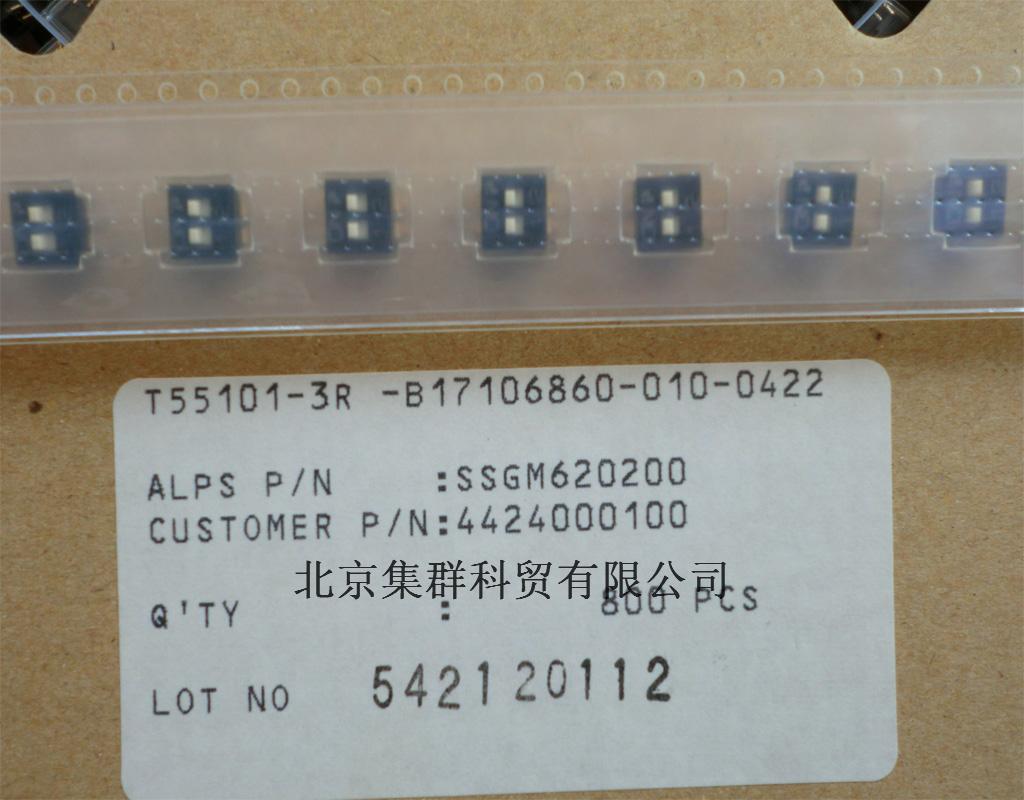 T55101-3R -B17106860-010-0422
ALPS P/N :SSGM620200
CUSTOMER P/N:4424000100
北京集群科贸有限公司
Q'TY : 800 PCS
LOT NO 542120112